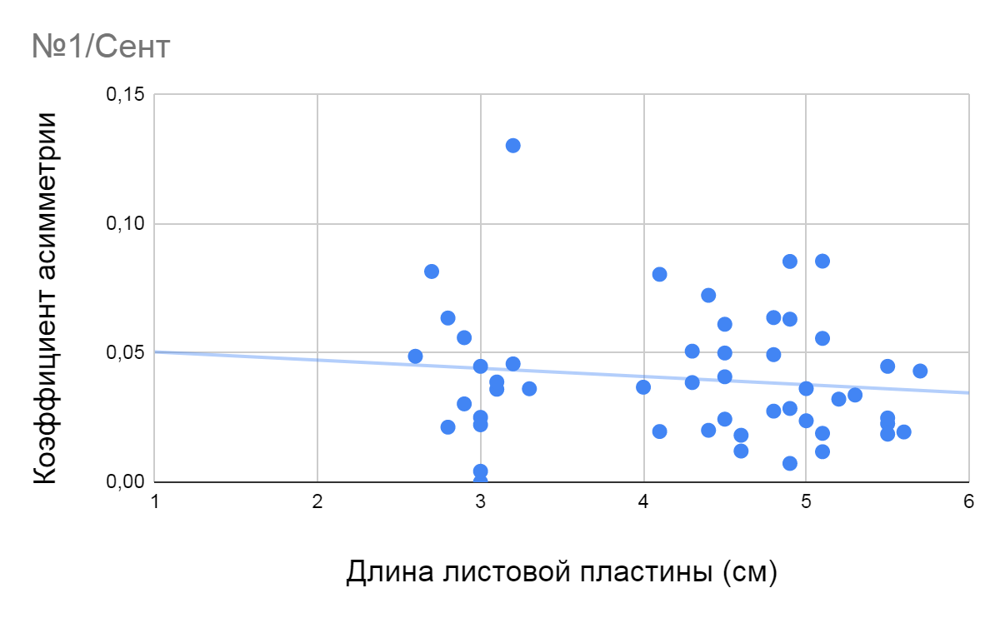 №1/Сент
Коэффициент асимметрии
0,15
0,10
0,05
0,00
1 2 3 4 5 6
Длина листовой пластины (см)